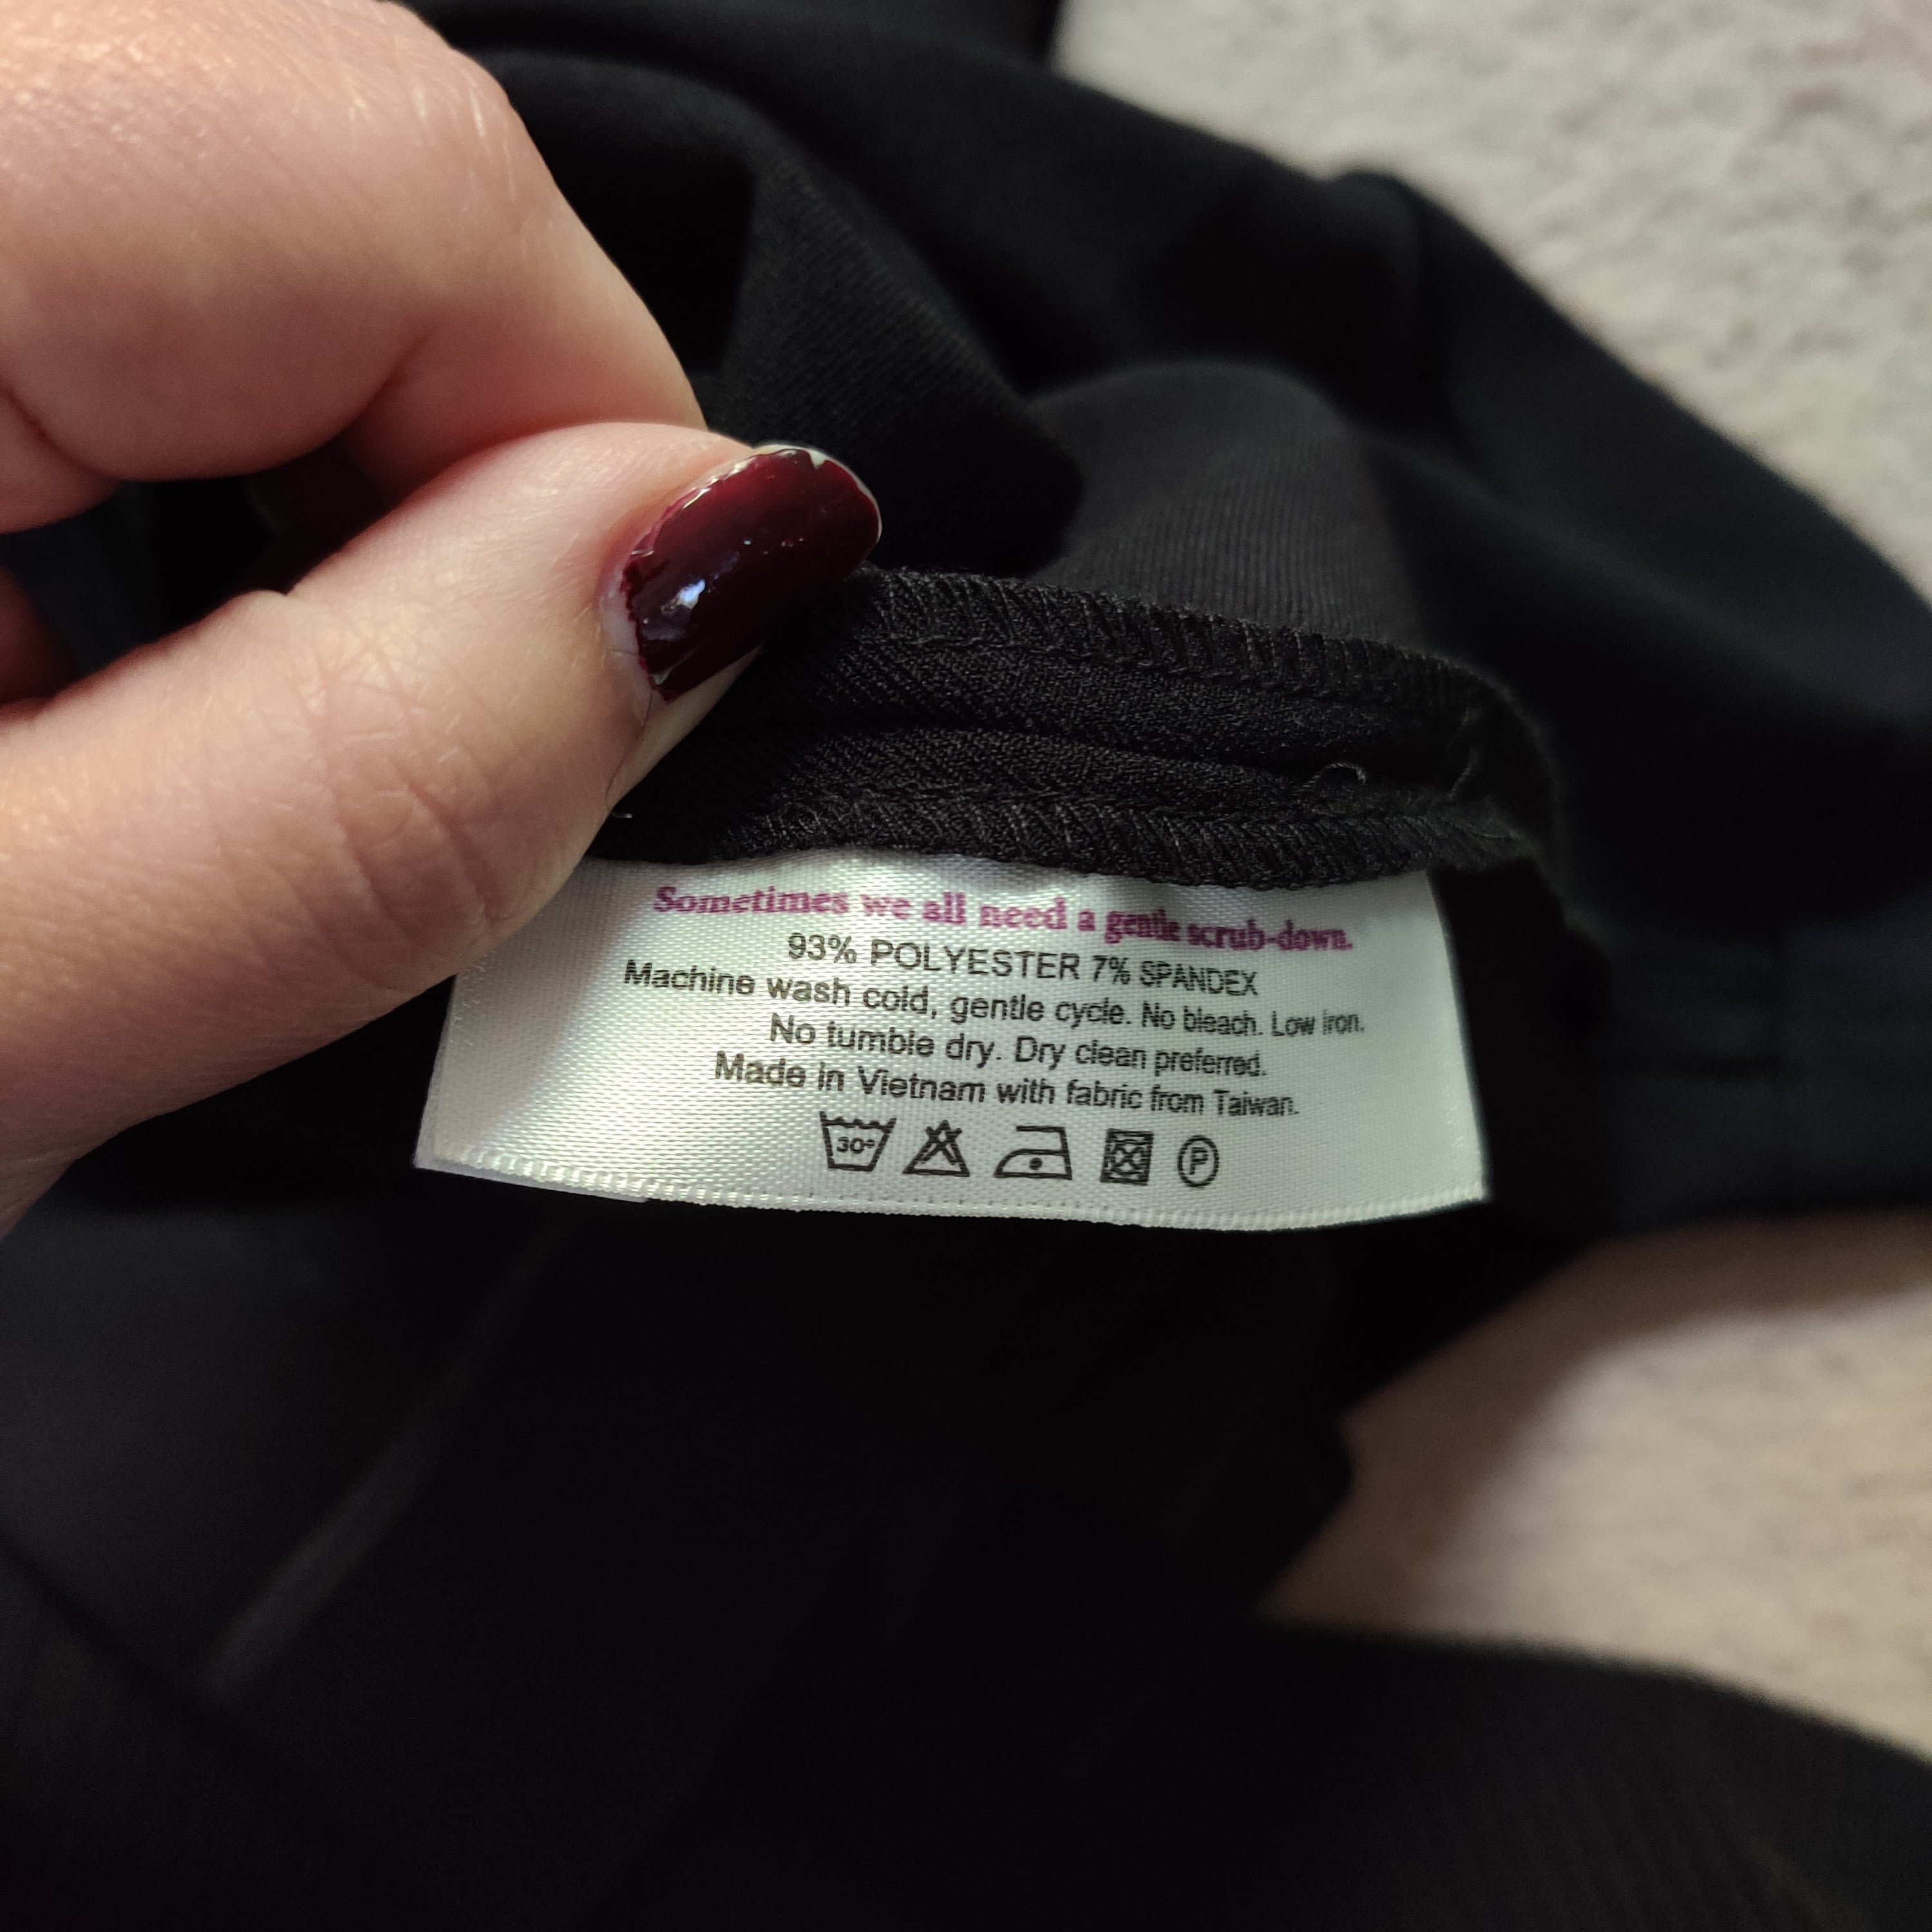 Sometimes we all need a gentle scrub-down.
93% POLYESTER 7% SPANDEX
Machine wash cold, gentle cycle. No bleach. Low iron.
No tumble dry. Dry clean preferred.
Made in Vietnam with fabric from Taiwan.
30° P